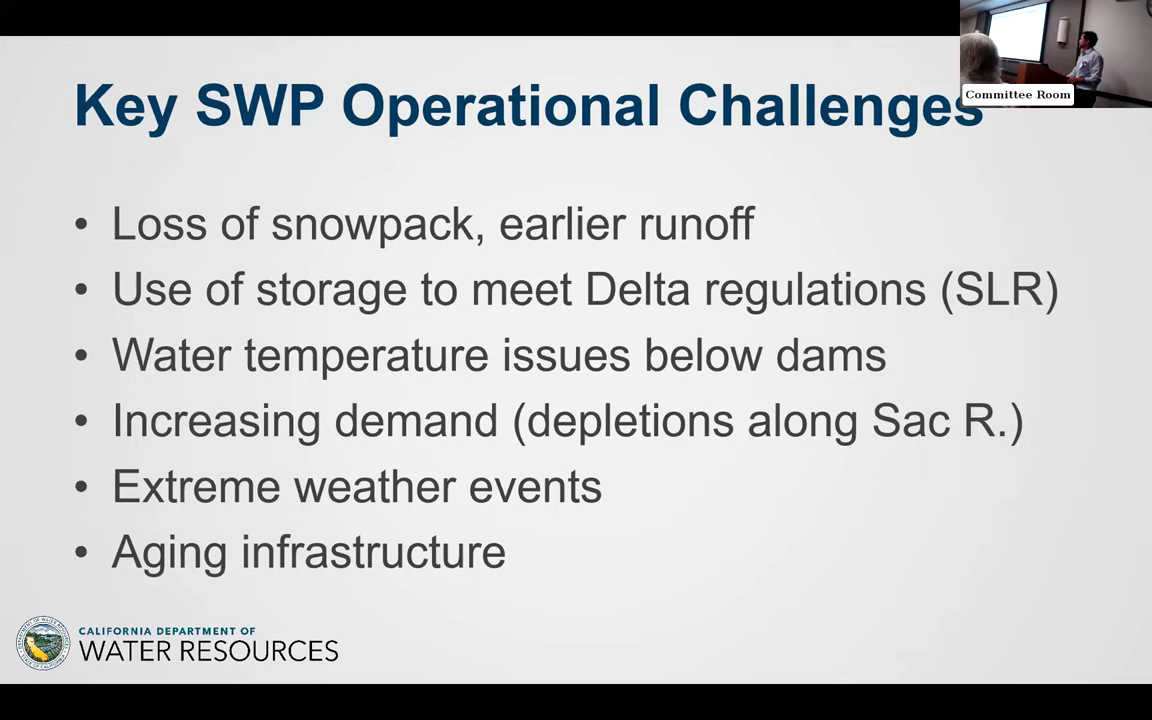 Committee Room
Key SWP Operational Challenges
• Loss of snowpack, earlier runoff
• Use of storage to meet Delta regulations (SLR)
• Water temperature issues below dams
• Increasing demand (depletions along Sac R.)
• Extreme weather events
• Aging infrastructure
CALIFORNIA DEPARTMENT OF
WATER RESOURCES